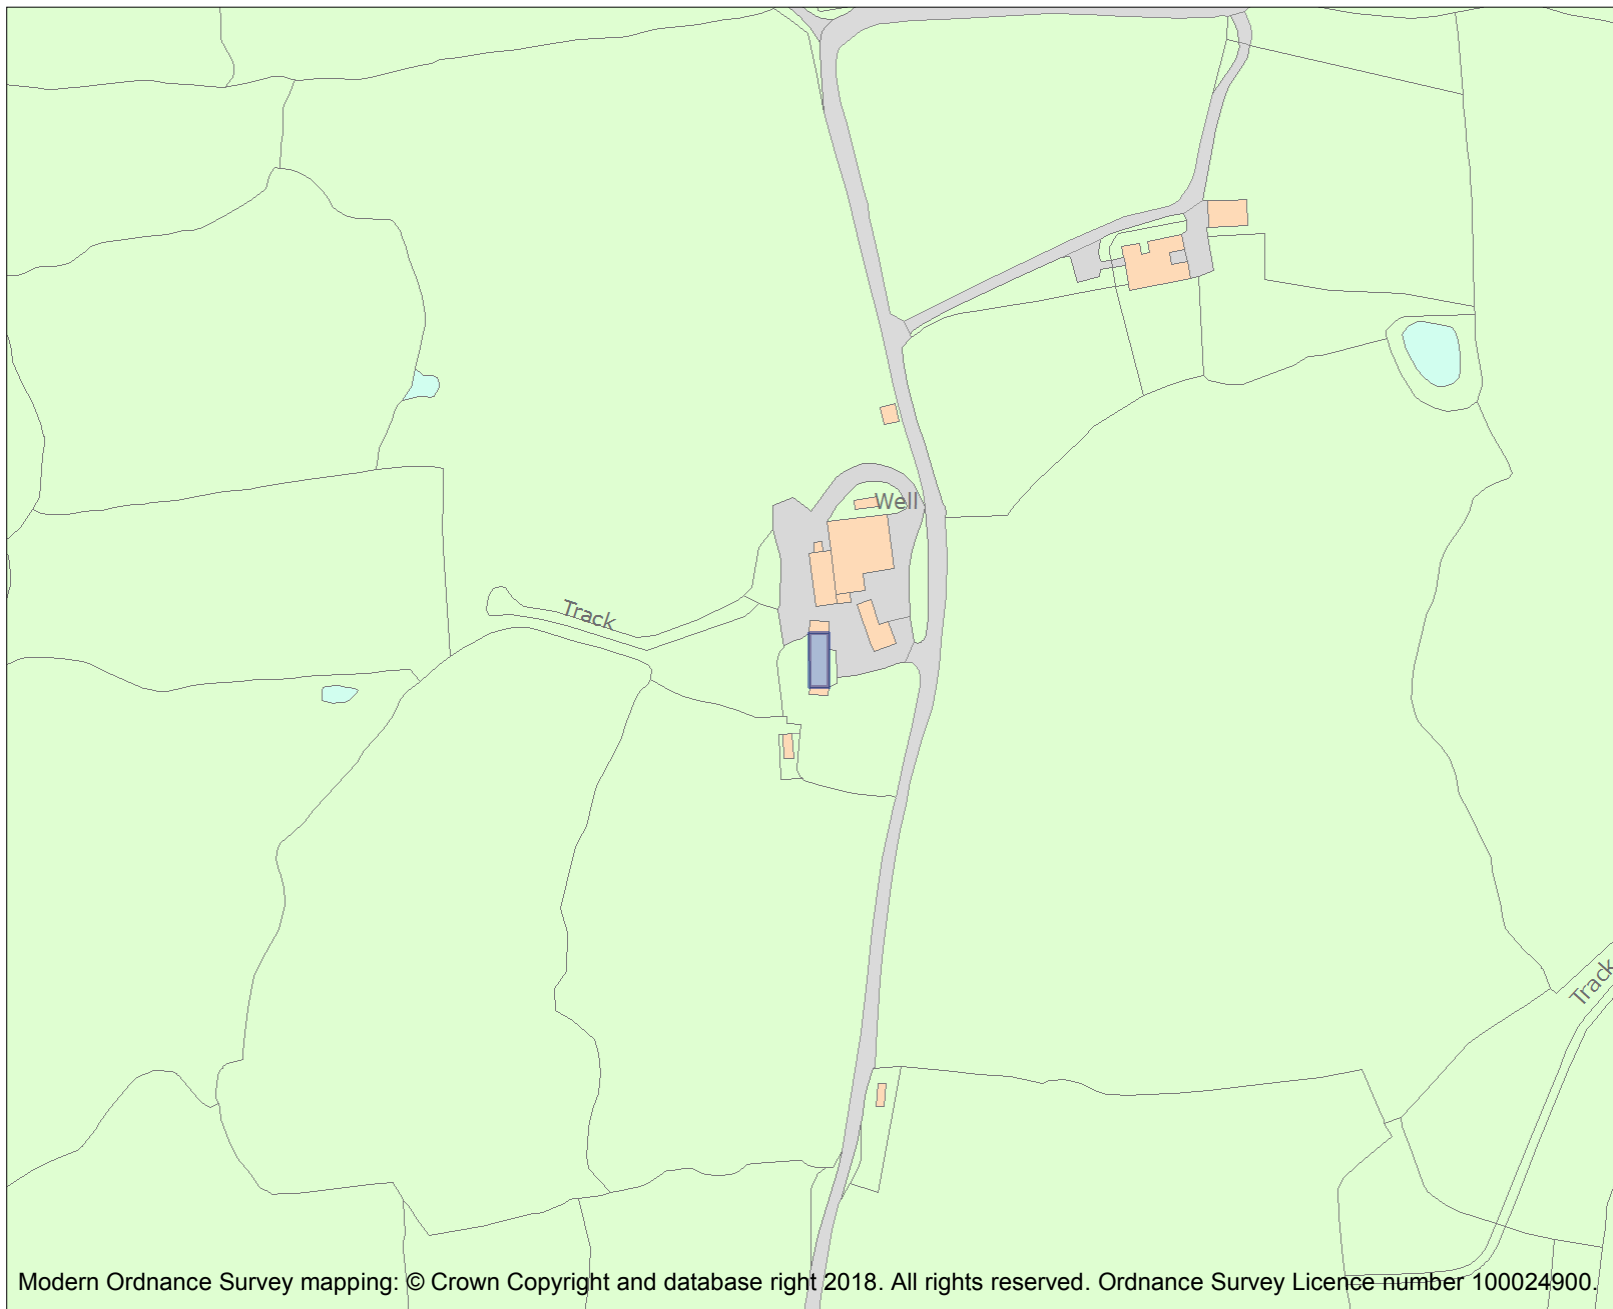 Well
Track
Track
Modern Ordnance Survey mapping: © Crown Copyright and database right 2018. All rights reserved. Ordnance Survey Licence number 100024900.